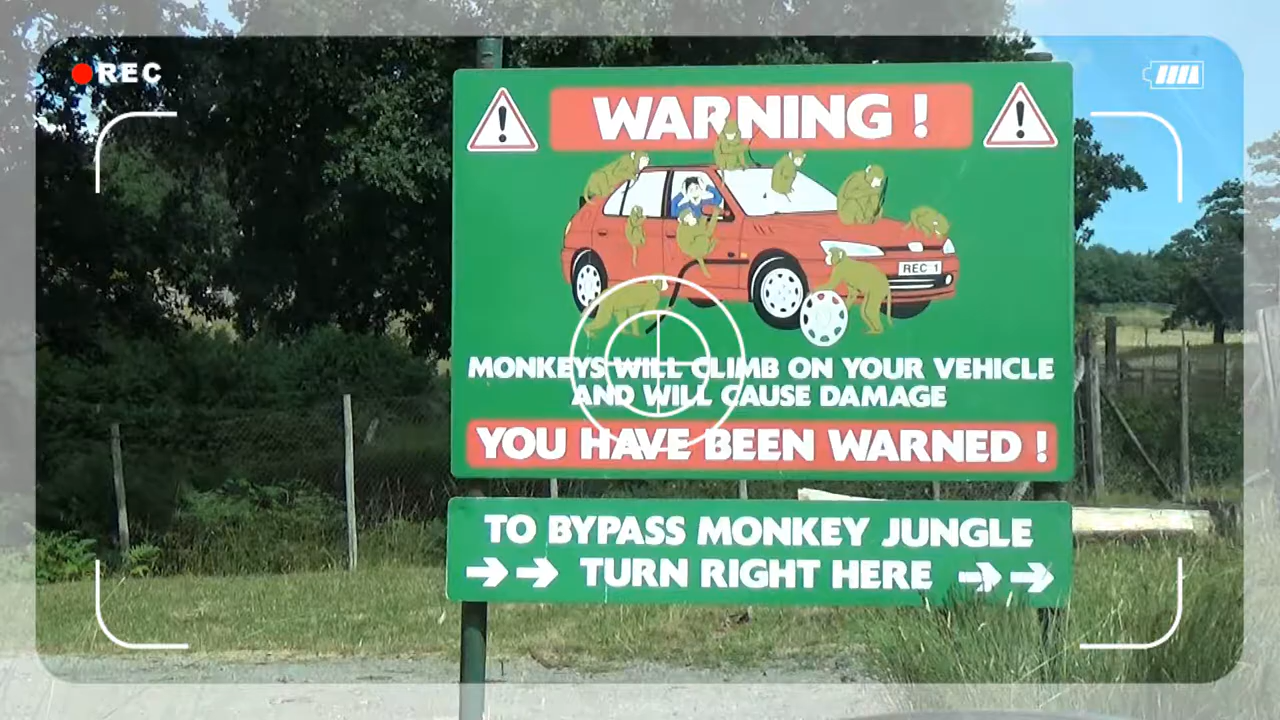 REC
WARNING !
REC 1
MONKEYS WILL CLIMB ON YOUR VEHICLE
AND WILL CAUSE DAMAGE
YOU HAVE BEEN WARNED !
TO BYPASS MONKEY JUNGLE
TURN RIGHT HERE